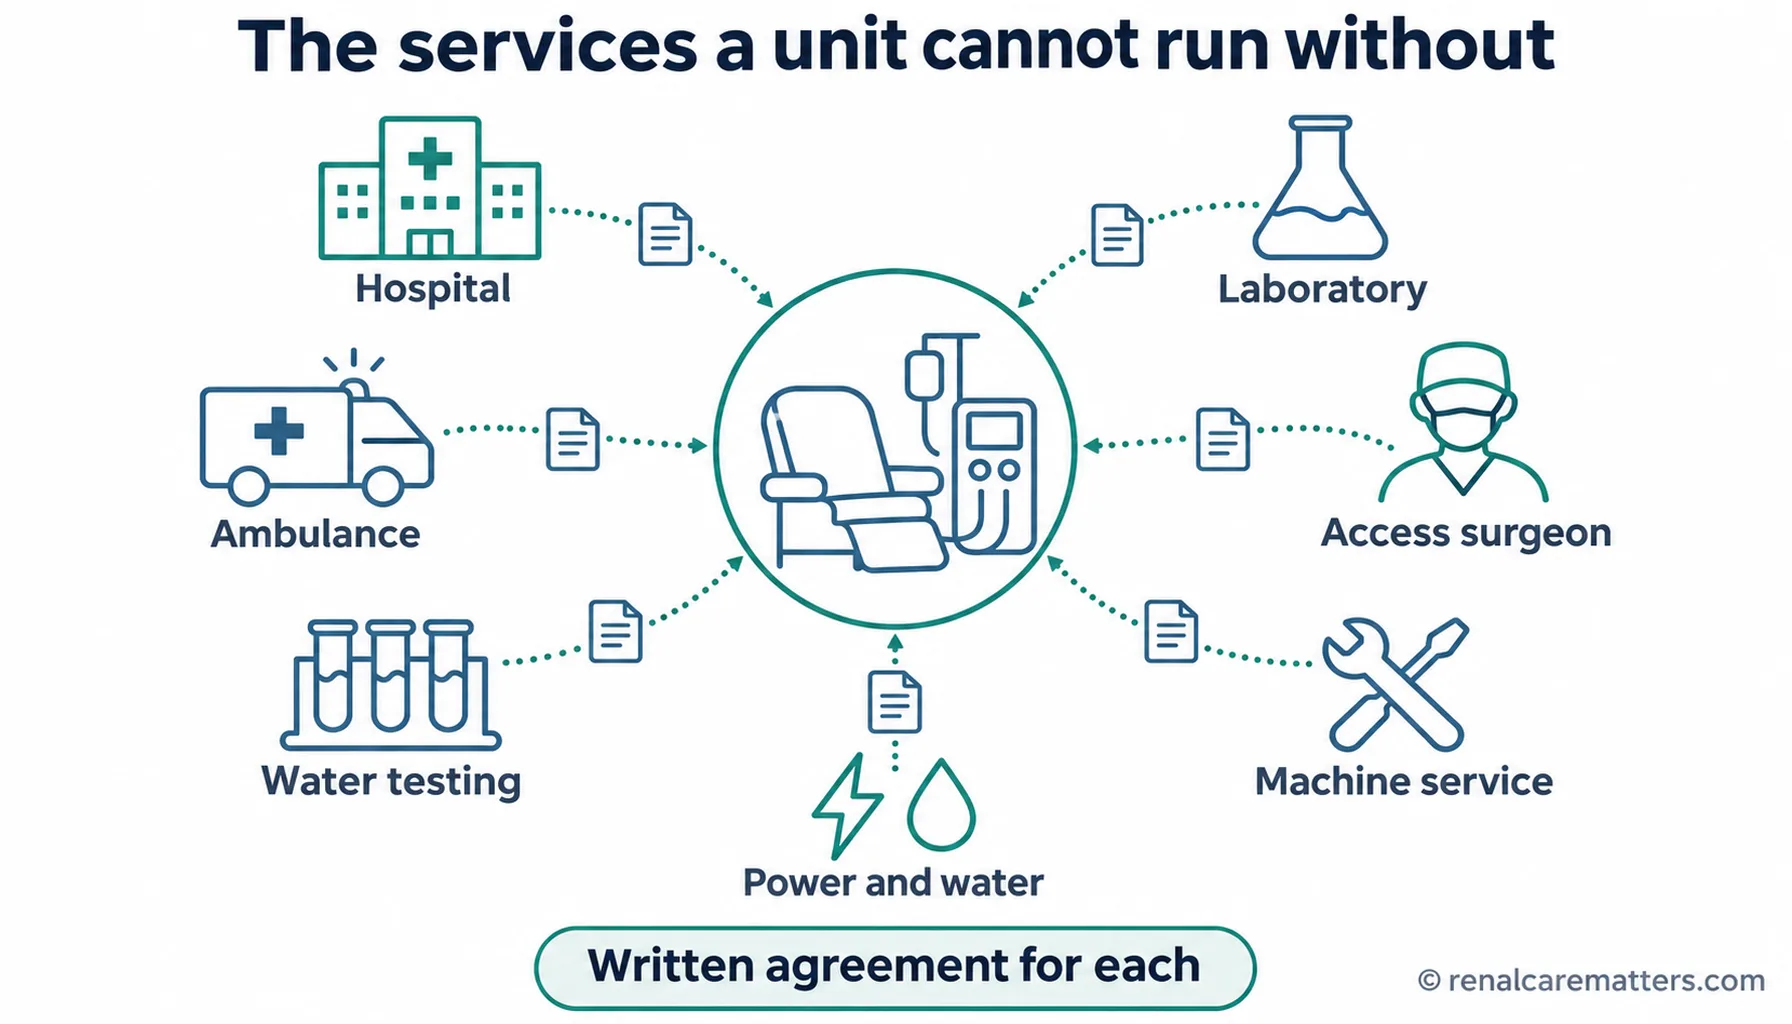 The services a unit cannot run without
Hospital
Laboratory
Ambulance
Access surgeon
Water testing
Machine service
Power and water
Written agreement for each
© renalcarematters.com